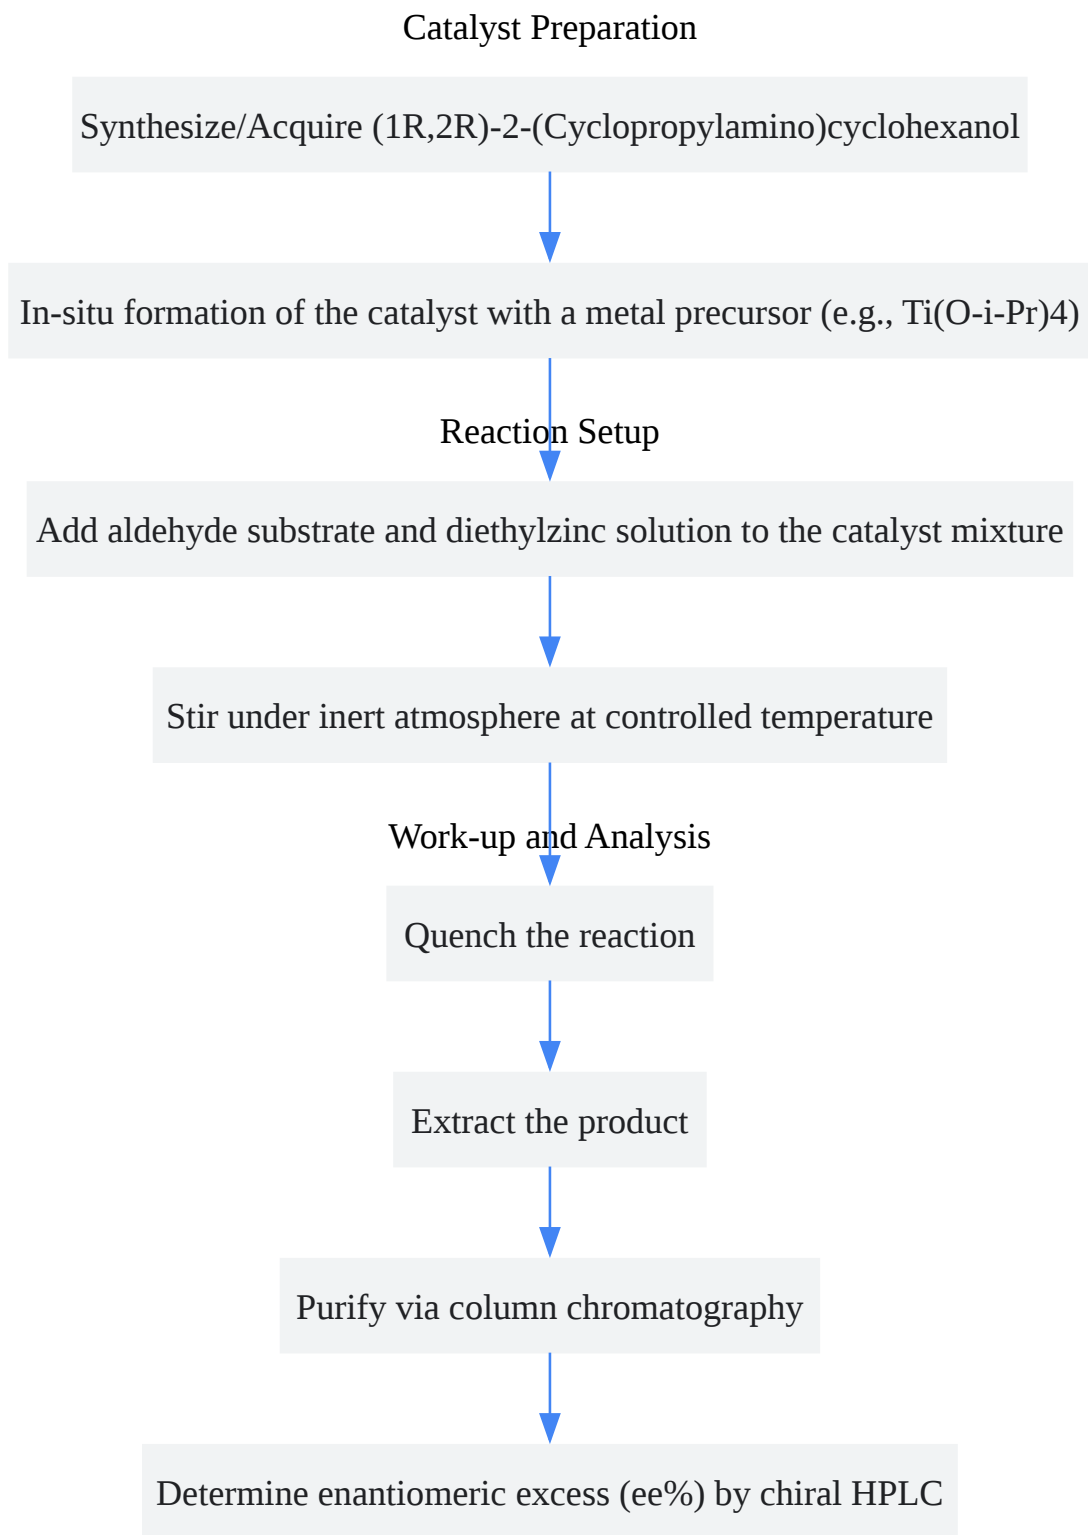 Catalyst Preparation
Synthesize/Acquire (1R,2R)-2-(Cyclopropylamino)cyclohexanol
In-situ formation of the catalyst with a metal precursor (e.g., Ti(O-i-Pr)4)
Reaction Setup
Add aldehyde substrate and diethylzinc solution to the catalyst mixture
Stir under inert atmosphere at controlled temperature
Work-up and Analysis
Quench the reaction
Extract the product
Purify via column chromatography
Determine enantiomeric excess (ee%) by chiral HPLC